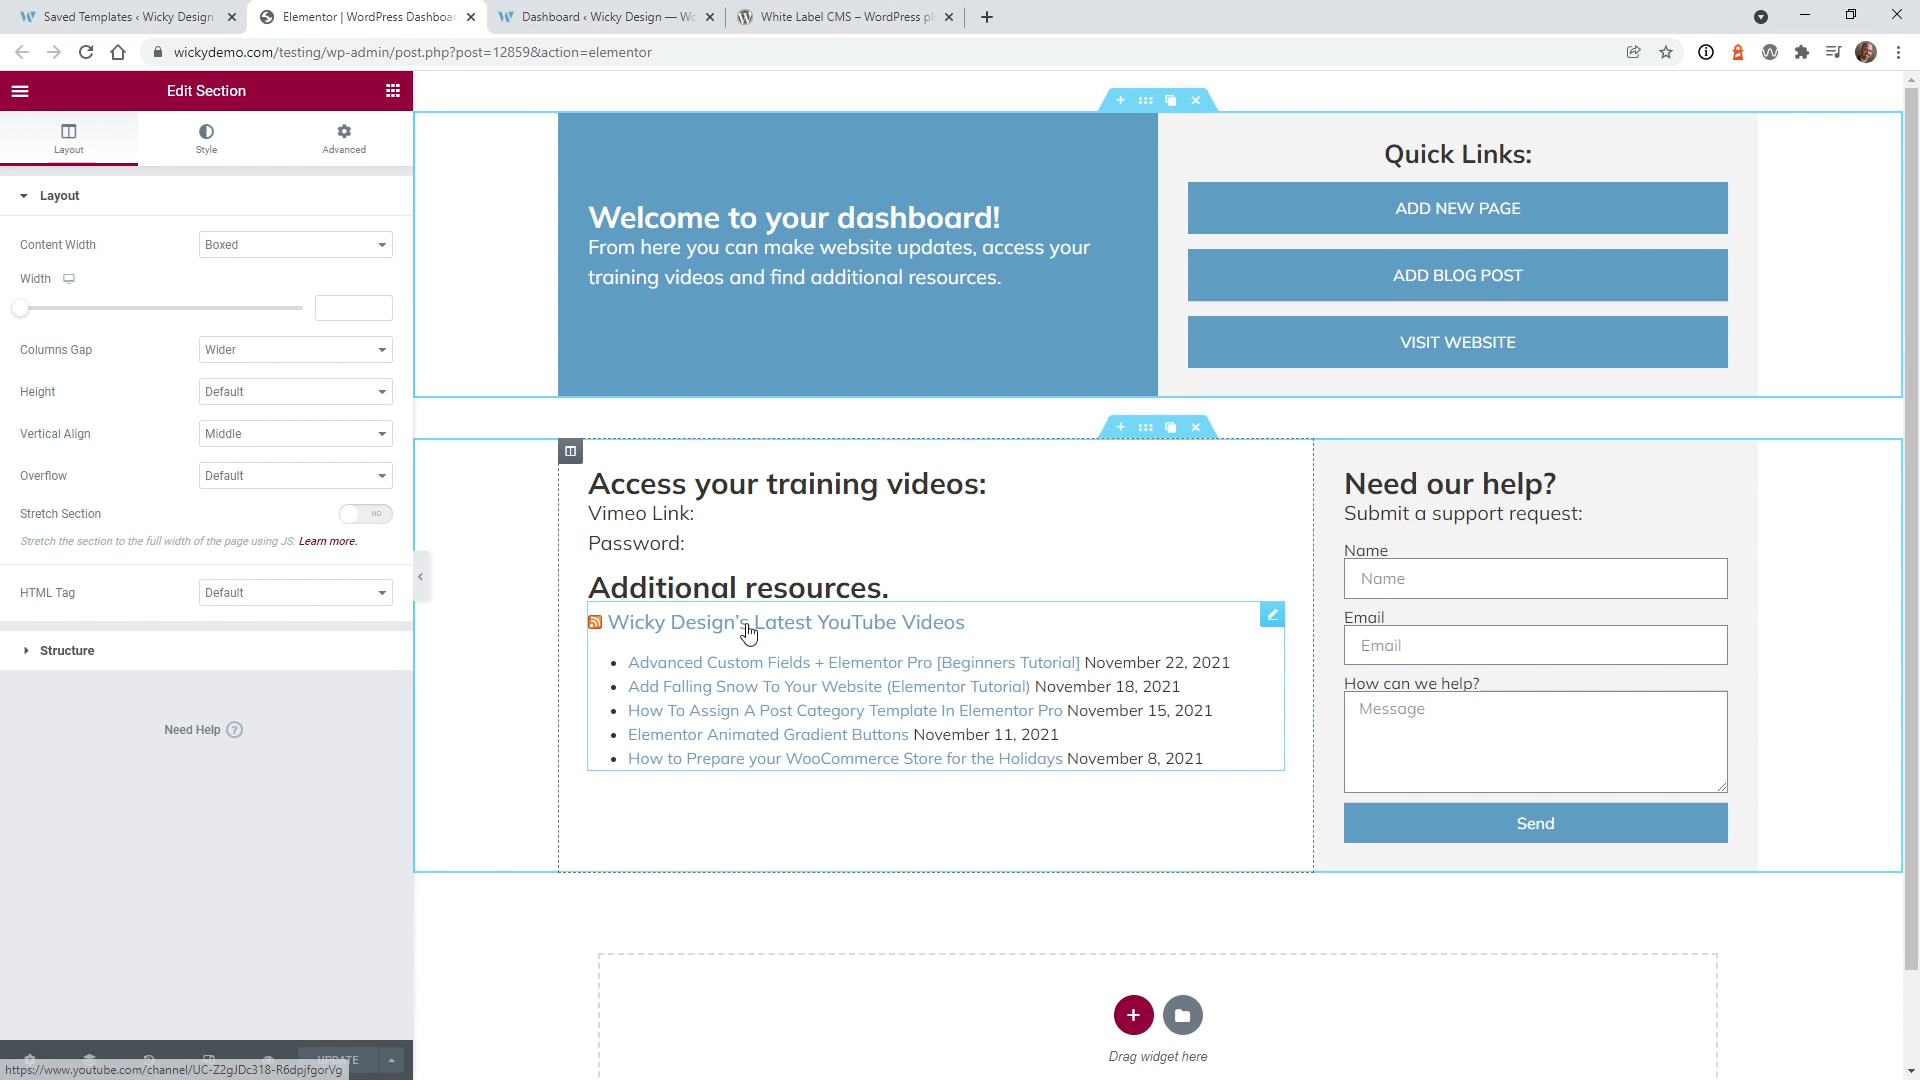 Saved Templates ‹ Wicky Design
Elementor | WordPress Dashboar
Dashboard ‹ Wicky Design — Wo
White Label CMS – WordPress pl
wickydemo.com/testing/wp-admin/post.php?post=12859&action=elementor
Edit Section
Layout
Style
Advanced
Layout
Content Width
Boxed
Width
Columns Gap
Wider
Height
Default
Vertical Align
Middle
Overflow
Default
Stretch Section
NO
Stretch the section to the full width of the page using JS. Learn more.
HTML Tag
Default
Structure
Need Help ?
UPDATE
https://www.youtube.com/channel/UC-Z2gJDc318-R6dpjfgorVg
Welcome to your dashboard!
From here you can make website updates, access your
training videos and find additional resources.
Quick Links:
ADD NEW PAGE
ADD BLOG POST
VISIT WEBSITE
Access your training videos:
Vimeo Link:
Password:
Additional resources.
Wicky Design's Latest YouTube Videos
• Advanced Custom Fields + Elementor Pro [Beginners Tutorial] November 22, 2021
• Add Falling Snow To Your Website (Elementor Tutorial) November 18, 2021
• How To Assign A Post Category Template In Elementor Pro November 15, 2021
• Elementor Animated Gradient Buttons November 11, 2021
• How to Prepare your WooCommerce Store for the Holidays November 8, 2021
Need our help?
Submit a support request:
Name
Name
Email
Email
How can we help?
Message
Send
Drag widget here